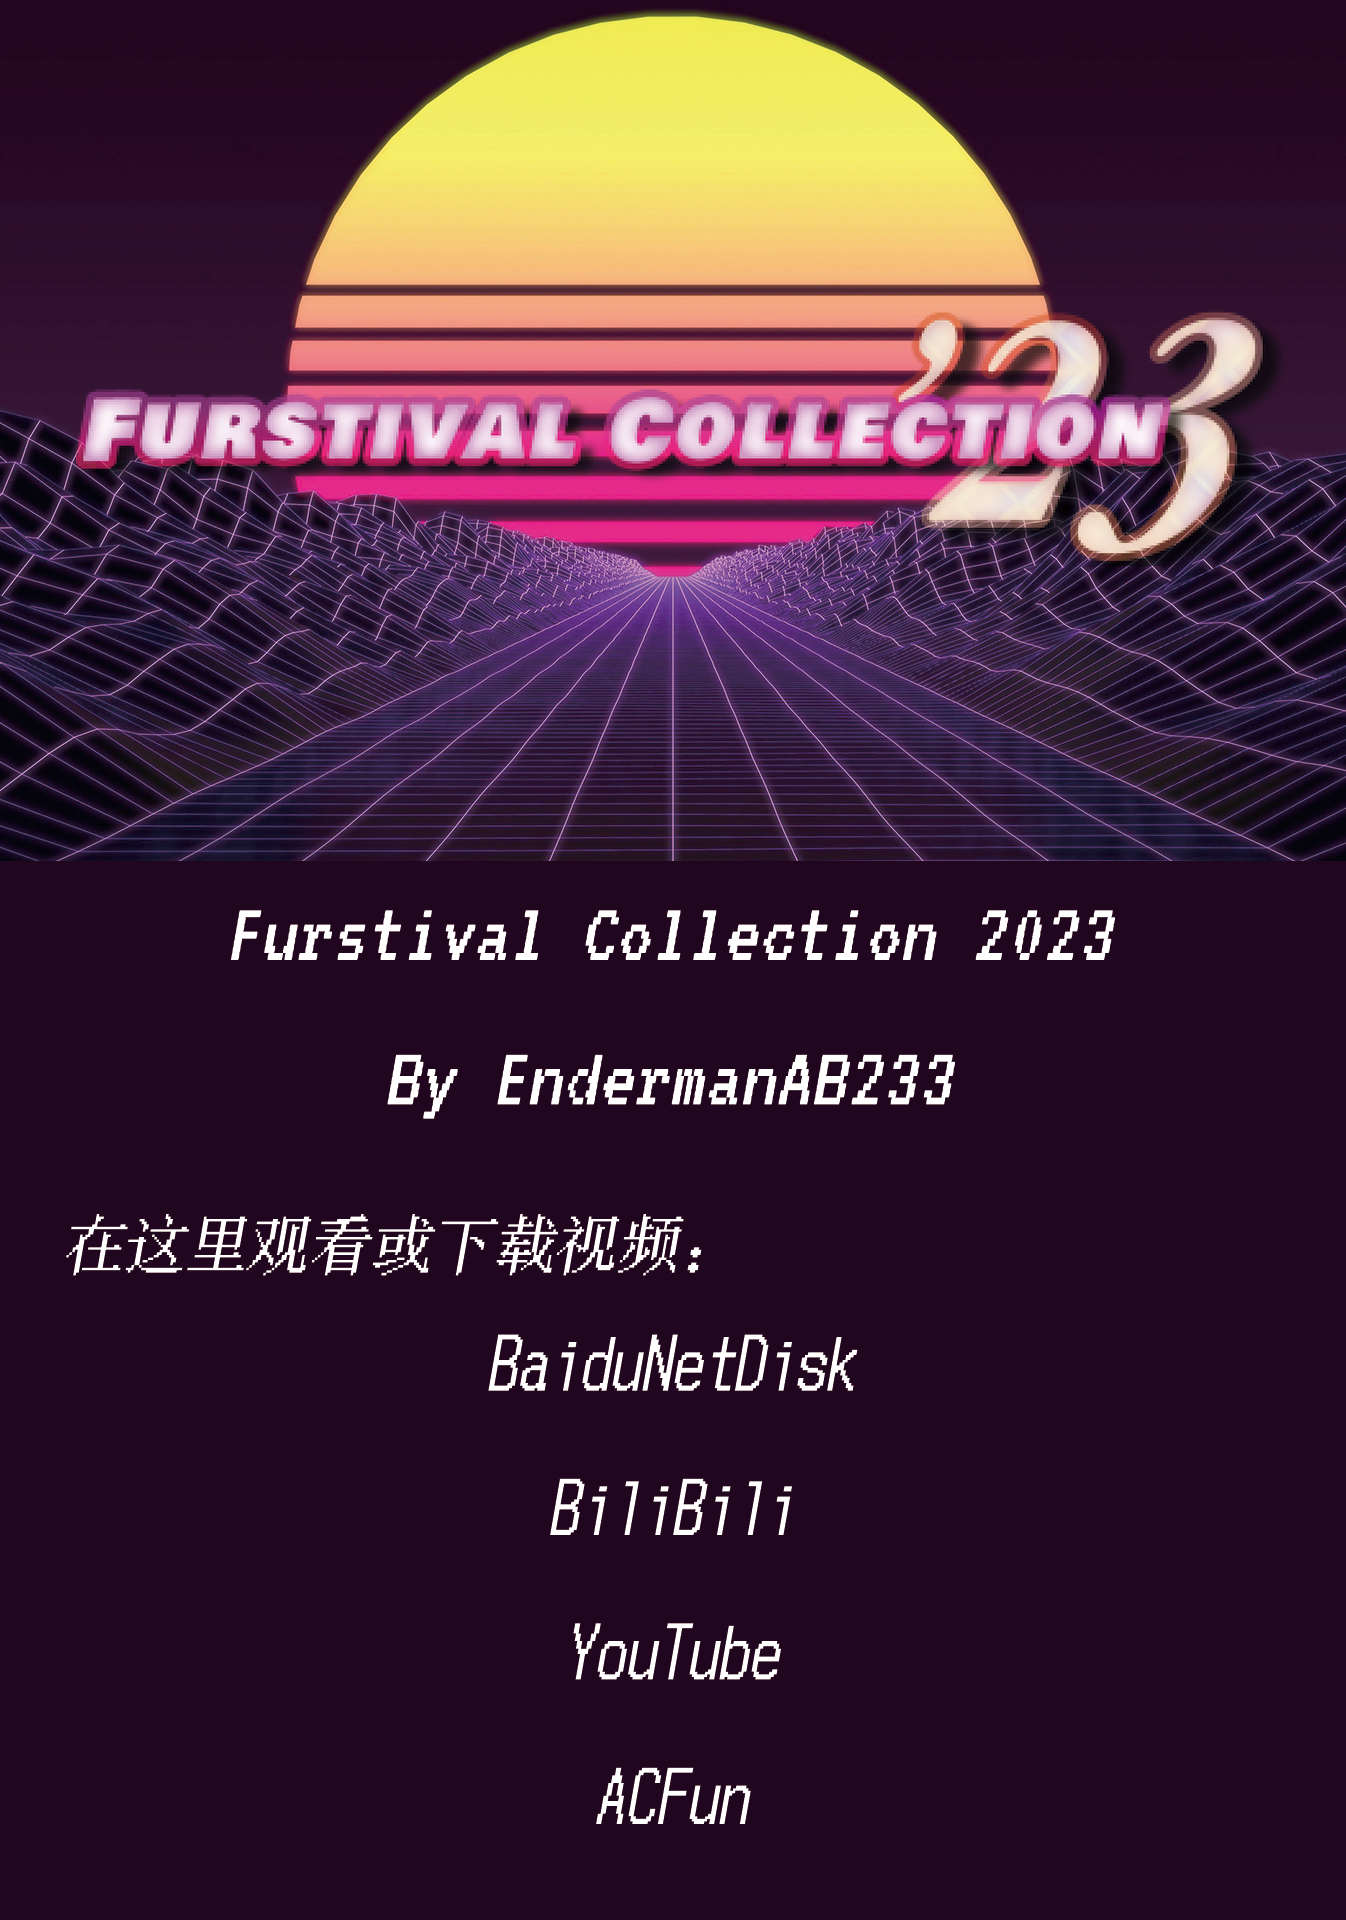 ’23
FURSTIVAL COLLECTION
Furstival Collection 2023
By EndermanAB233
在这里观看或下载视频：
BaiduNetDisk
BiliBili
YouTube
ACFun